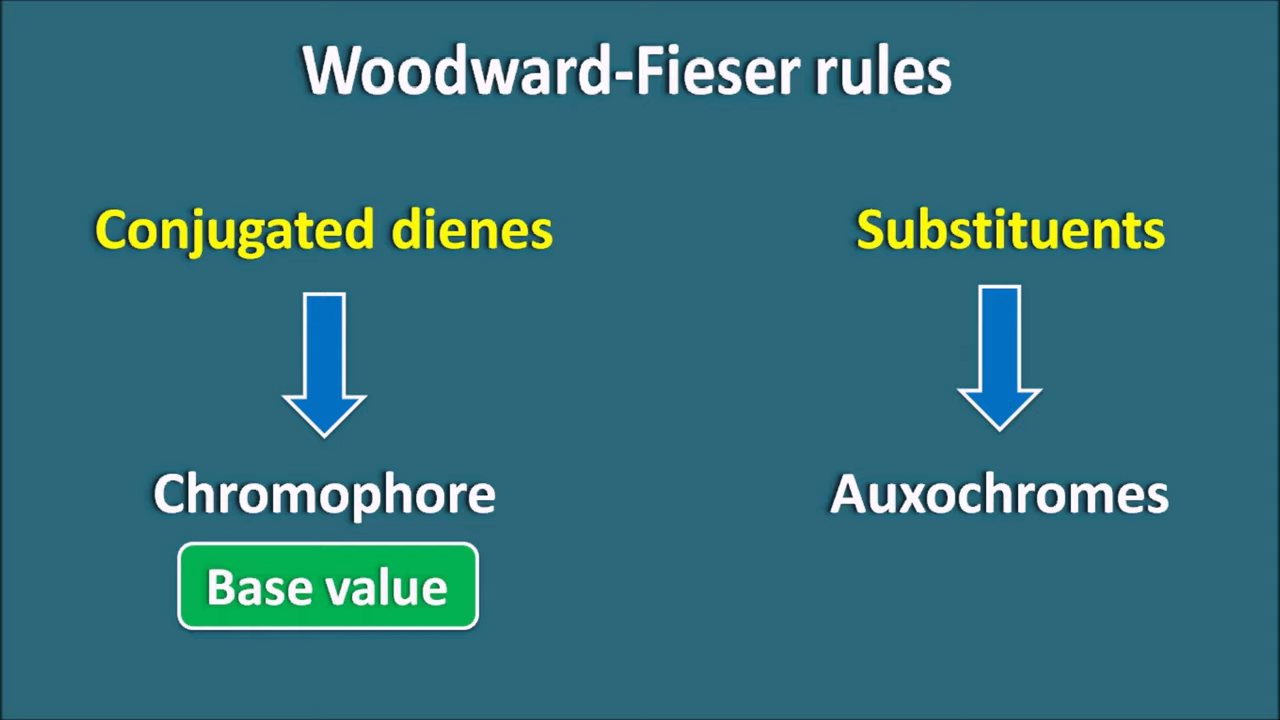 Woodward-Fieser rules
Conjugated dienes
Substituents
Chromophore
Auxochromes
Base value